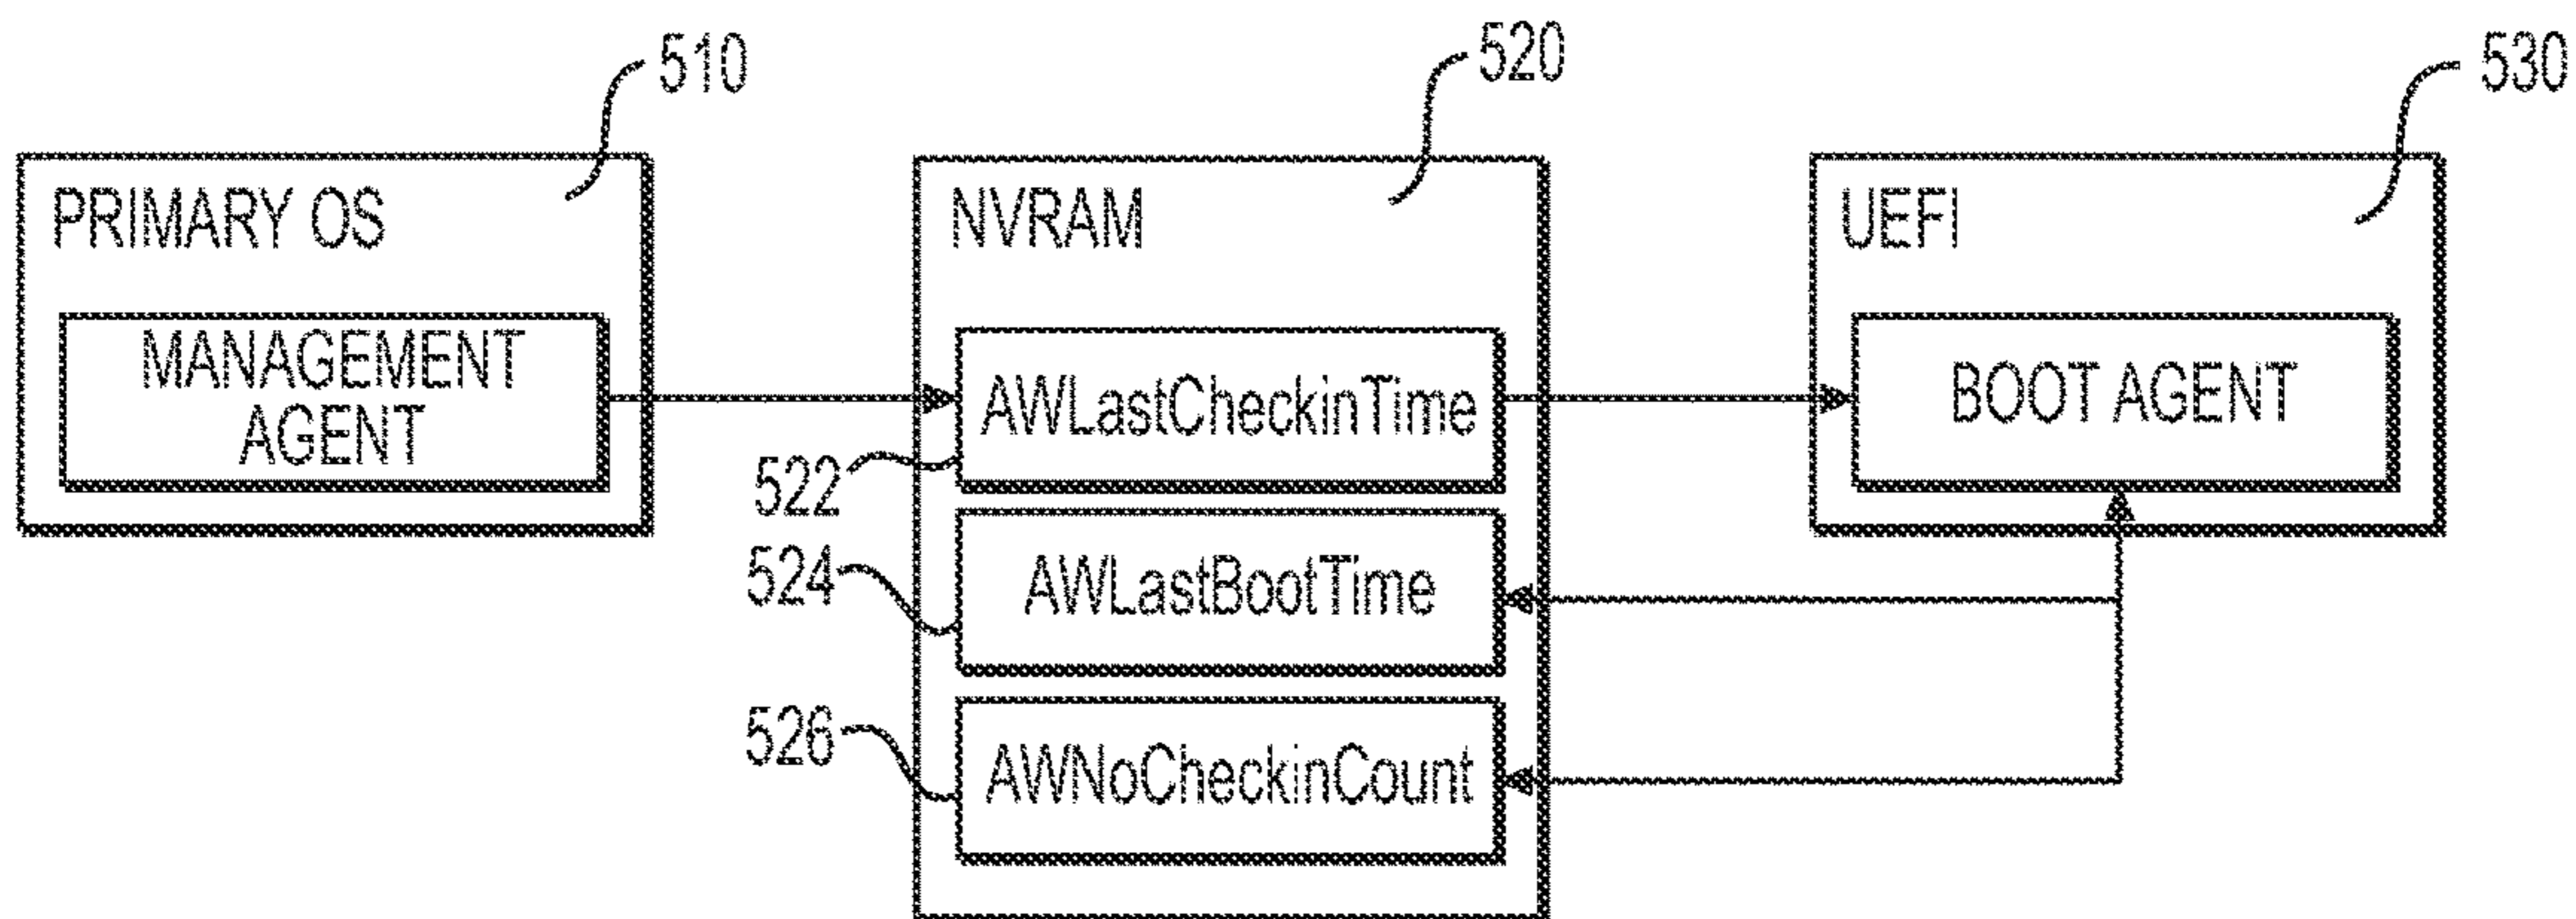 510
520
530
PRIMARY OS
NVRAM
UEFI
MANAGEMENT
AGENT
AWLastCheckinTime
BOOT AGENT
522
524
AWLastBootTime
526
AWNoCheckinCount